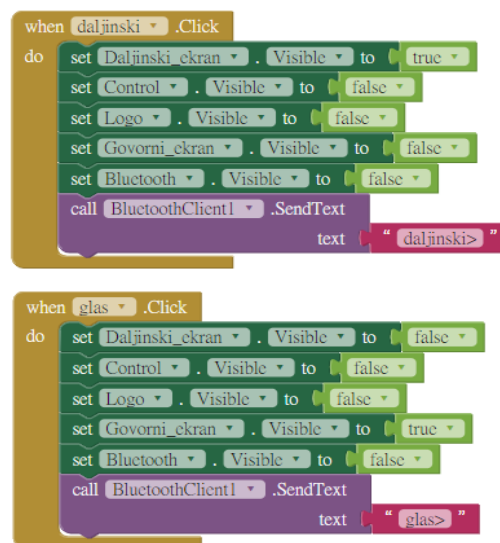 when daljinski .Click
do set Daljinski_ekran . Visible to true
set Control . Visible to false
set Logo . Visible to false
set Govorni_ekran . Visible to false
set Bluetooth . Visible to false
call BluetoothClient1 .SendText
text " daljinski> "
when glas .Click
do set Daljinski_ekran . Visible to false
set Control . Visible to false
set Logo . Visible to false
set Govorni_ekran . Visible to true
set Bluetooth . Visible to false
call BluetoothClient1 .SendText
text " glas> "